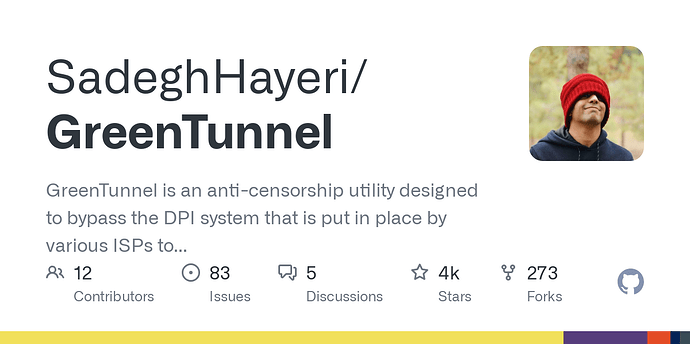 SadeghHayeri/
GreenTunnel
GreenTunnel is an anti-censorship utility designed
to bypass the DPI system that is put in place by
various ISPs to...
12 83 5 4k 273
Contributors Issues Discussions Stars Forks